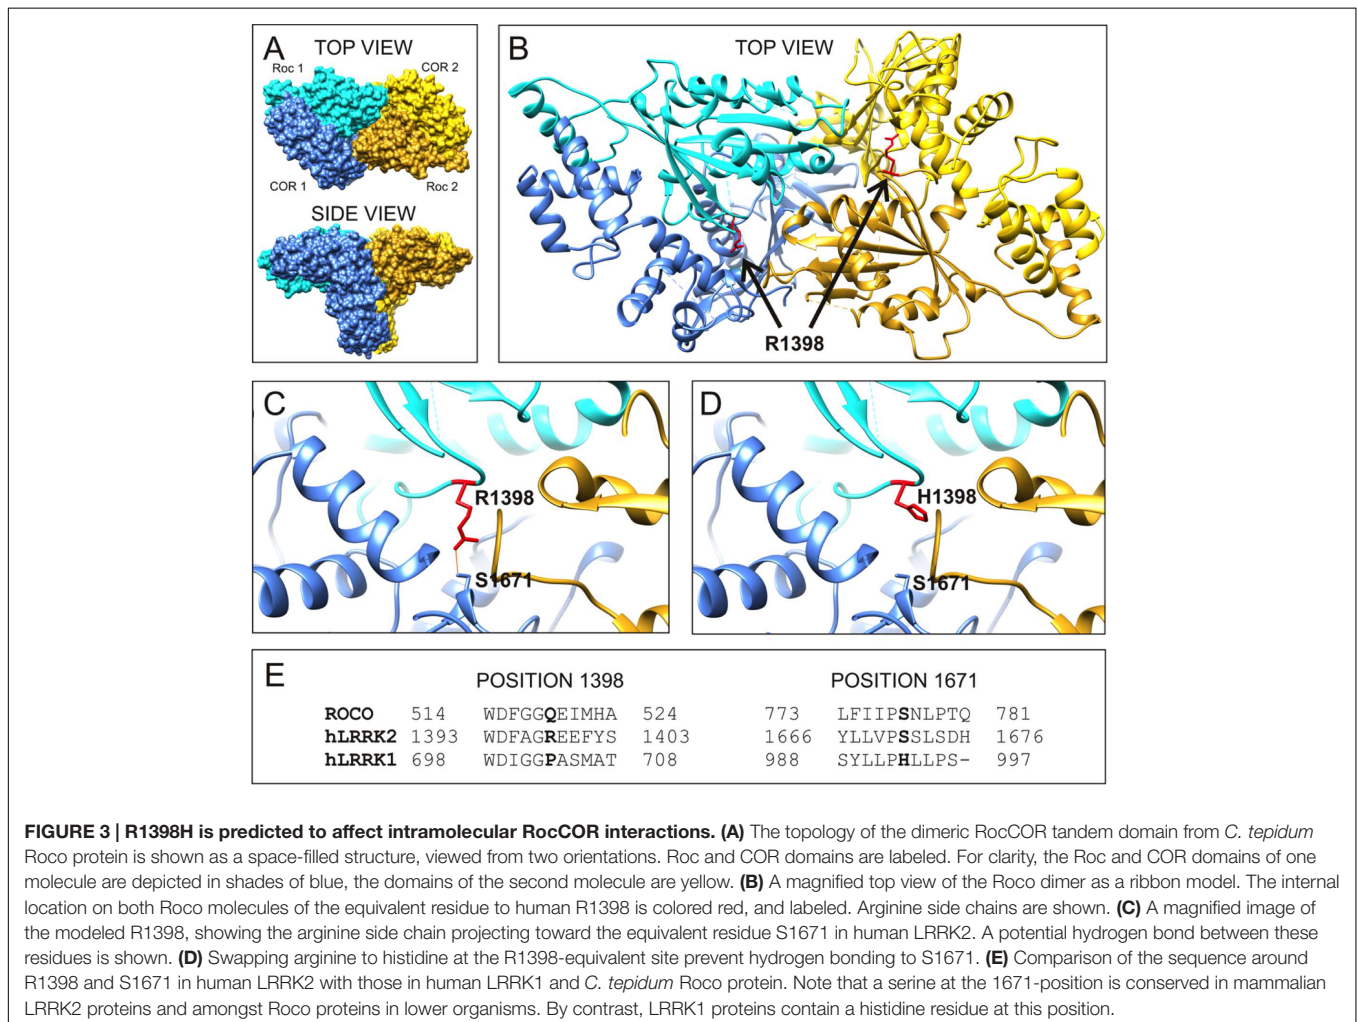 A
TOP VIEW
Roc 1
COR 2
COR 1
Roc 2
SIDE VIEW
B
TOP VIEW
R1398
C
R1398
S1671
D
H1398
S1671
E
POSITION 1398 POSITION 1671
ROCO 514 WDFGGQEIMHA 524 773 LFIIPSNLPTQ 781
hLRRK2 1393 WDFAGREEFYS 1403 1666 YLLVPSSLSDH 1676
hLRRK1 698 WDIGGPASMAT 708 988 SYLLPHLLPS- 997
FIGURE 3 | R1398H is predicted to affect intramolecular RocCOR interactions. (A) The topology of the dimeric RocCOR tandem domain from C. tepidum
Roco protein is shown as a space-filled structure, viewed from two orientations. Roc and COR domains are labeled. For clarity, the Roc and COR domains of one
molecule are depicted in shades of blue, the domains of the second molecule are yellow. (B) A magnified top view of the Roco dimer as a ribbon model. The internal
location on both Roco molecules of the equivalent residue to human R1398 is colored red, and labeled. Arginine side chains are shown. (C) A magnified image of
the modeled R1398, showing the arginine side chain projecting toward the equivalent residue S1671 in human LRRK2. A potential hydrogen bond between these
residues is shown. (D) Swapping arginine to histidine at the R1398-equivalent site prevent hydrogen bonding to S1671. (E) Comparison of the sequence around
R1398 and S1671 in human LRRK2 with those in human LRRK1 and C. tepidum Roco protein. Note that a serine at the 1671-position is conserved in mammalian
LRRK2 proteins and amongst Roco proteins in lower organisms. By contrast, LRRK1 proteins contain a histidine residue at this position.